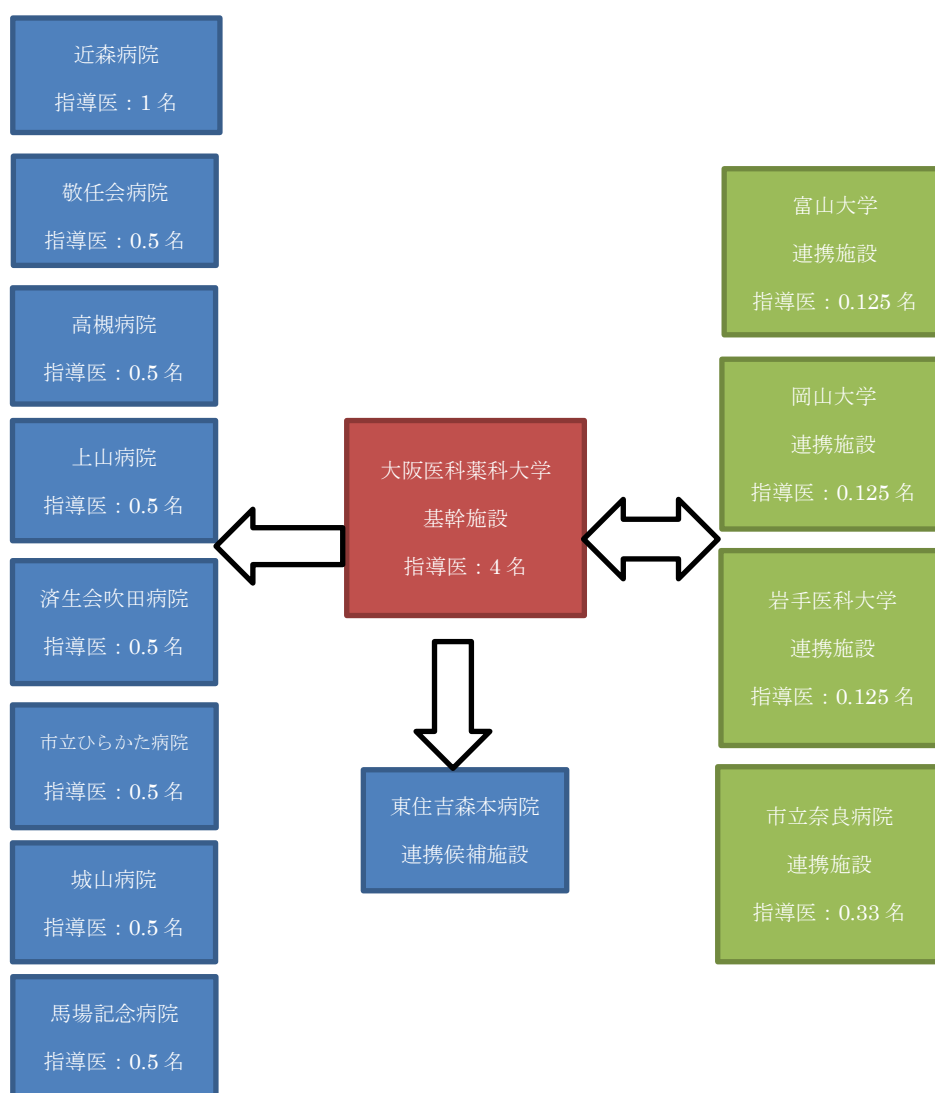 近森病院
指導医：1 名
敬任会病院
指導医：0.5 名
高槻病院
指導医：0.5 名
上山病院
指導医：0.5 名
済生会吹田病院
指導医：0.5 名
市立ひらかた病院
指導医：0.5 名
城山病院
指導医：0.5 名
馬場記念病院
指導医：0.5 名
大阪医科薬科大学
基幹施設
指導医：4 名
東住吉森本病院
連携候補施設
富山大学
連携施設
指導医：0.125 名
岡山大学
連携施設
指導医：0.125 名
岩手医科大学
連携施設
指導医：0.125 名
市立奈良病院
連携施設
指導医：0.33 名